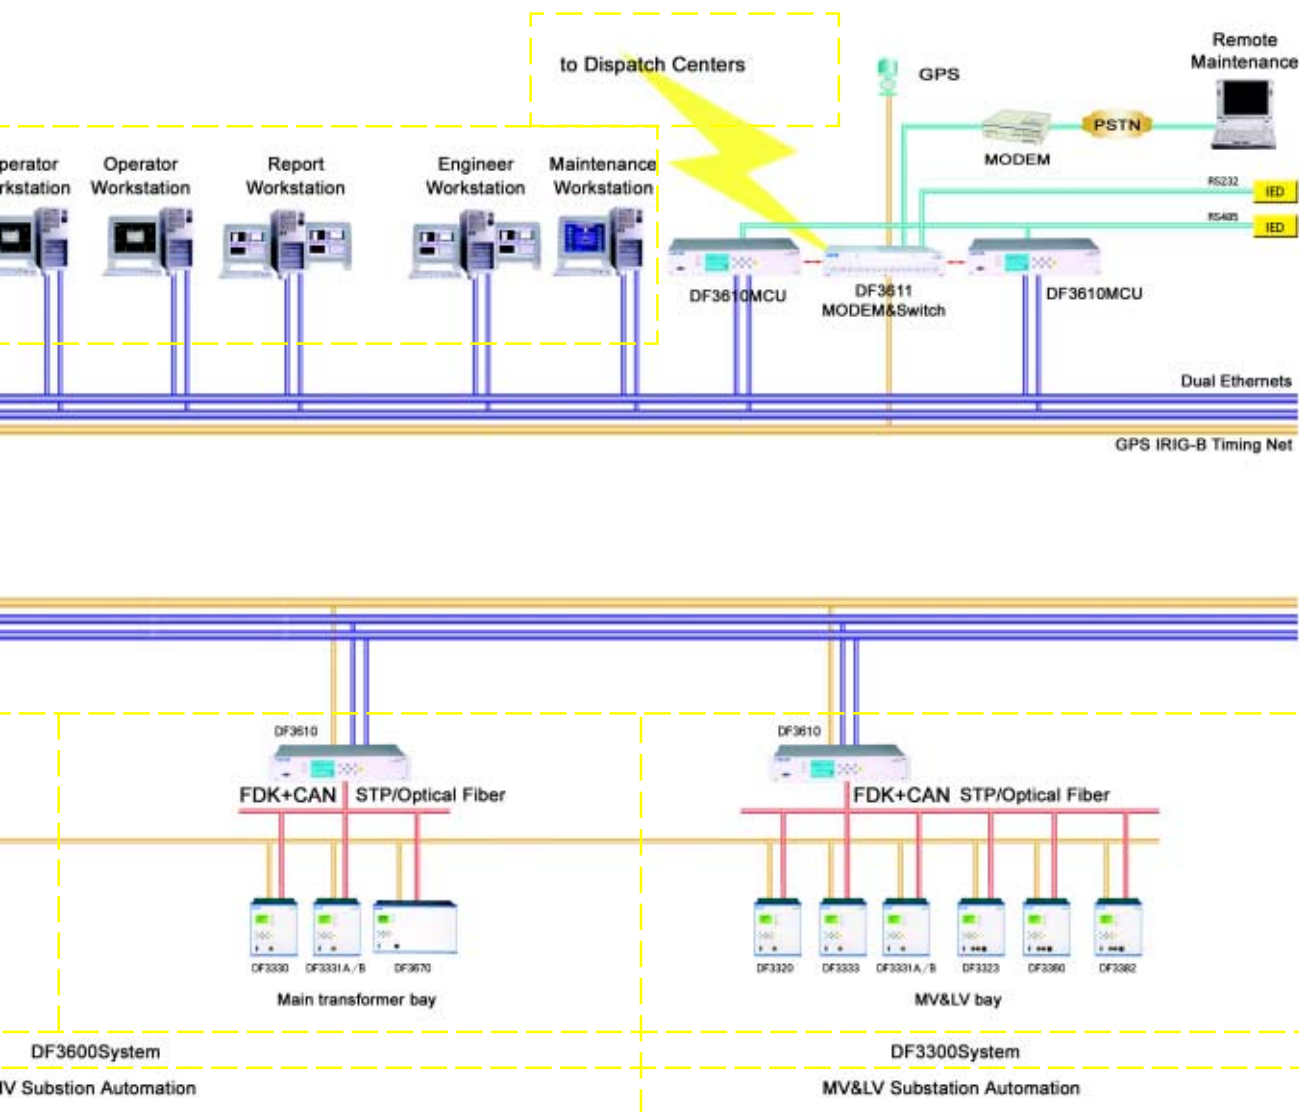 to Dispatch Centers
GPS
Remote
Maintenance
MODEM
PSTN
perator
rkstation
Operator
Workstation
Report
Workstation
Engineer
Workstation
Maintenance
Workstation
RS232
IED
RS485
IED
DF3610MCU
DF3611
MODEM&Switch
DF3610MCU
Dual Ethernets
GPS IRIG-B Timing Net
DF3610
FDK+CAN STP/Optical Fiber
DF3610
FDK+CAN STP/Optical Fiber
DF3330
DF3331A/B
DF3670
DF3320
DF3333
DF3331A/B
DF3323
DF3360
DF3382
Main transformer bay
MV&LV bay
DF3600System
DF3300System
IV Substion Automation
MV&LV Substation Automation